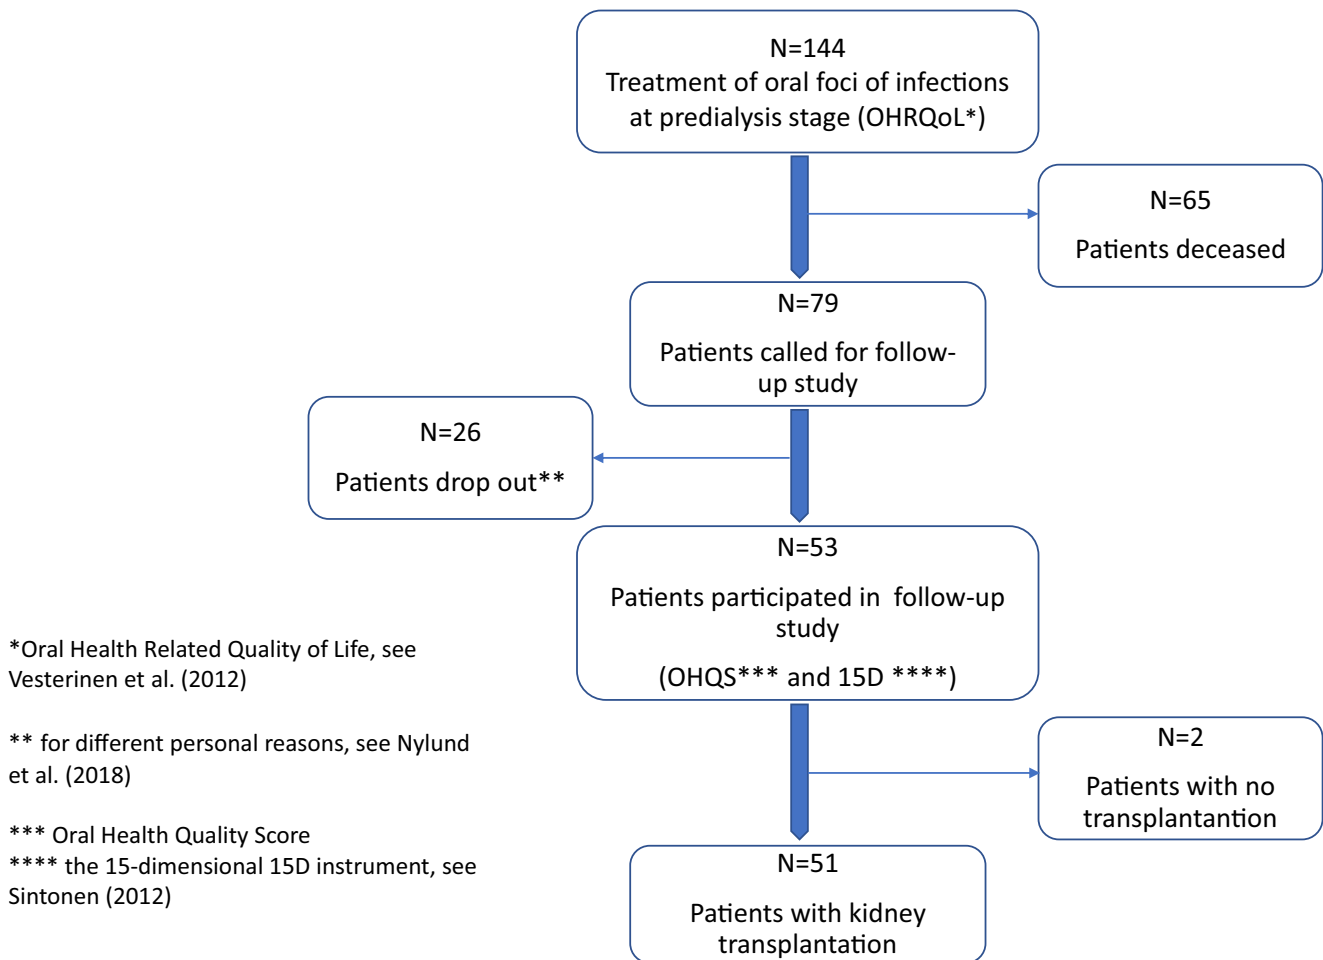 N=144
Treatment of oral foci of infections
at predialysis stage (OHRQoL*)
N=65
Patients deceased
N=79
Patients called for follow-
up study
N=26
Patients drop out**
N=53
Patients participated in follow-up
study
(OHQS*** and 15D ****)
N=2
Patients with no
transplantantion
N=51
Patients with kidney
transplantation
*Oral Health Related Quality of Life, see
Vesterinen et al. (2012)
** for different personal reasons, see Nylund
et al. (2018)
*** Oral Health Quality Score
**** the 15-dimensional 15D instrument, see
Sintonen (2012)